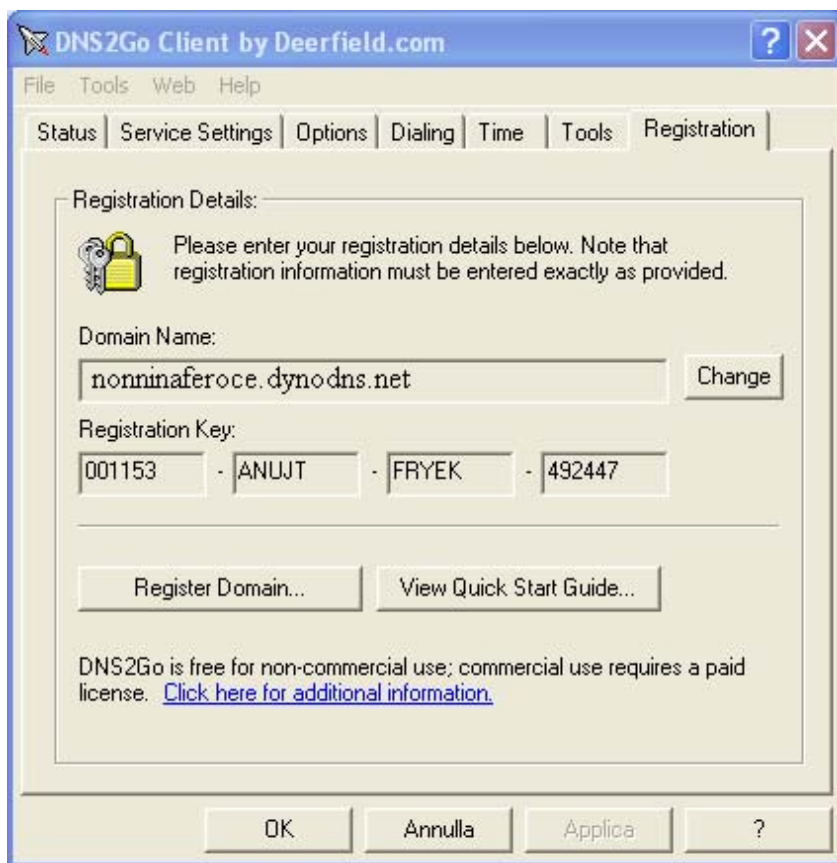 DNS2Go Client by Deerfield.com
File Tools Web Help
Status Service Settings Options Dialing Time Tools Registration
Registration Details:
Please enter your registration details below. Note that
registration information must be entered exactly as provided.
Domain Name:
nonninaferoce.dynodns.net
Change
Registration Key:
001153 - ANUJT - FRYEK - 492447
Register Domain... View Quick Start Guide...
DNS2Go is free for non-commercial use; commercial use requires a paid
license. Click here for additional information.
OK Annulla Applica ?